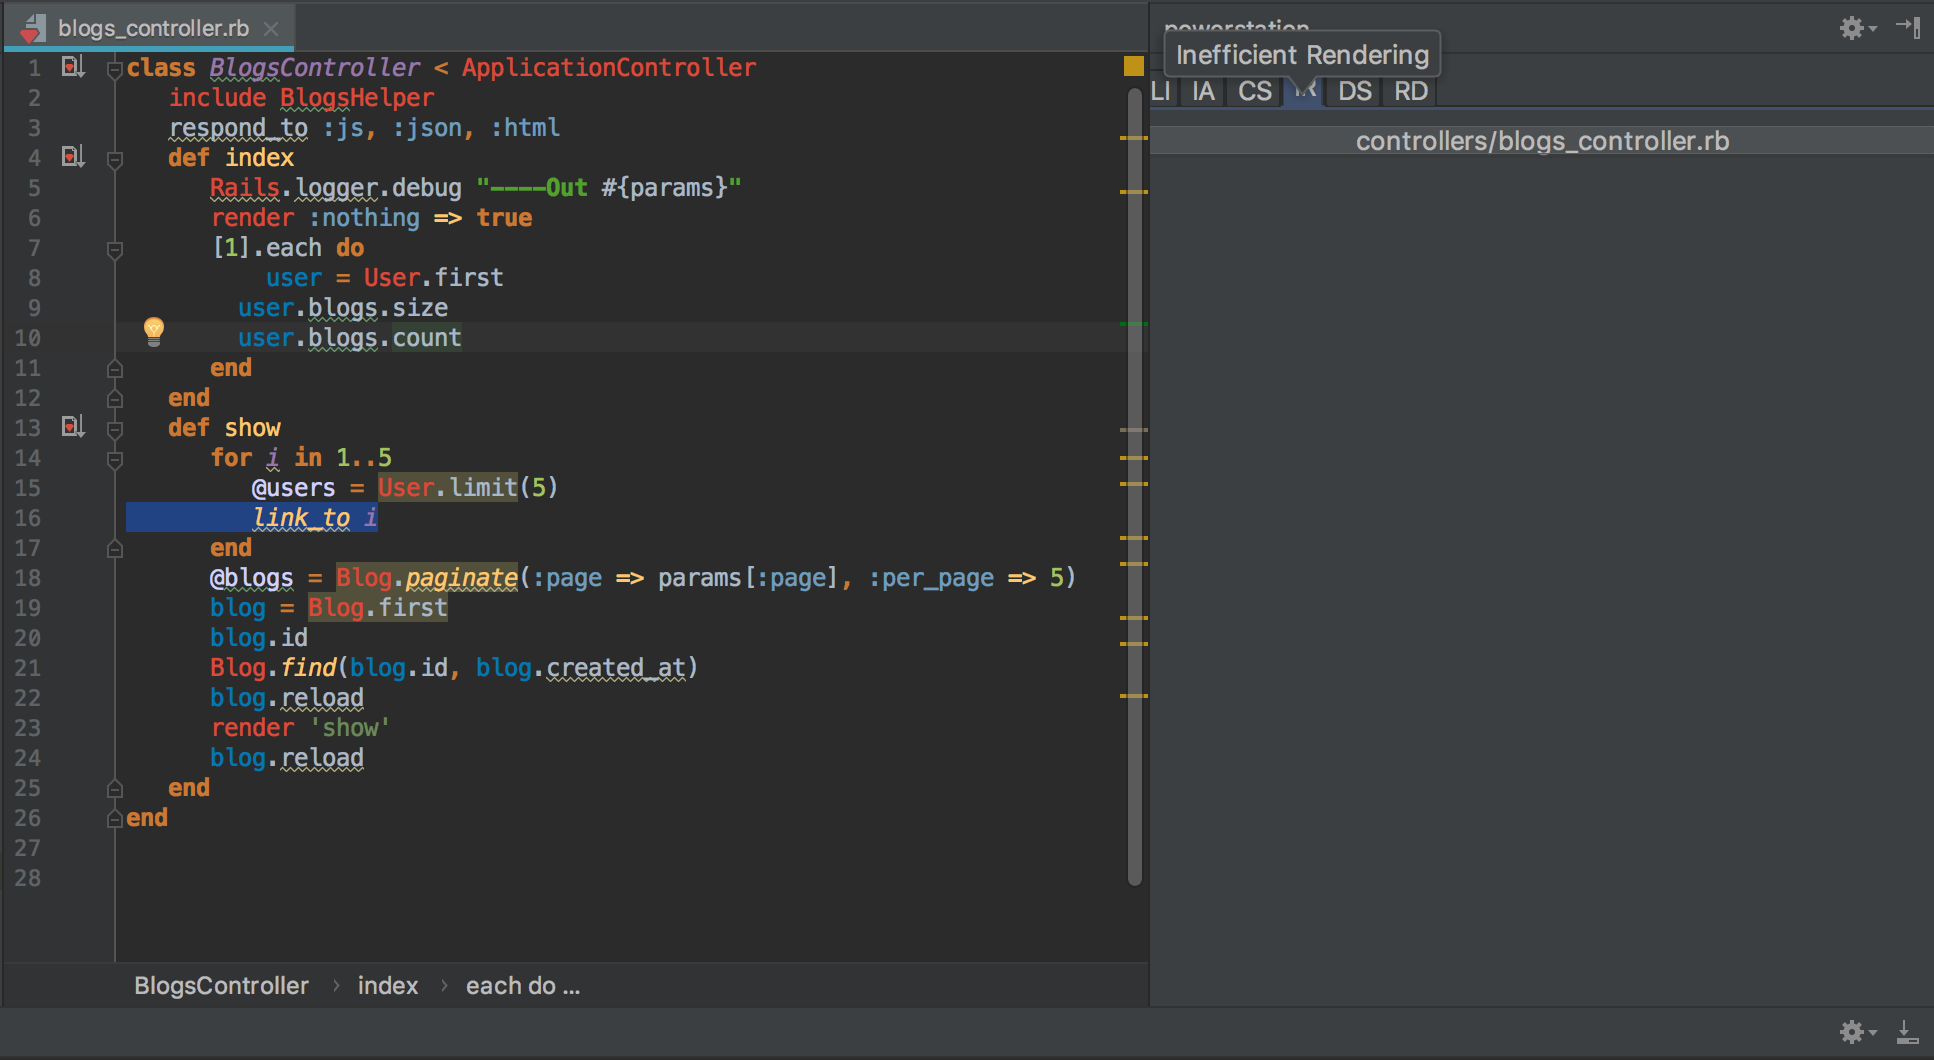 blogs_controller.rb
1 class BlogsController < ApplicationController
2 include BlogsHelper
3 respond_to :js, :json, :html
4 def index
5 Rails.logger.debug "----Out #{params}"
6 render :nothing => true
7 [1].each do
8 user = User.first
9 user.blogs.size
10 user.blogs.count
11 end
12 end
13 def show
14 for i in 1..5
15 @users = User.limit(5)
16 link_to i
17 end
18 @blogs = Blog.paginate(:page => params[:page], :per_page => 5)
19 blog = Blog.first
20 blog.id
21 Blog.find(blog.id, blog.created_at)
22 blog.reload
23 render 'show'
24 blog.reload
25 end
26 end
27
28
BlogsController › index › each do ...
powerstation
Inefficient Rendering
LI IA CS IR DS RD
controllers/blogs_controller.rb